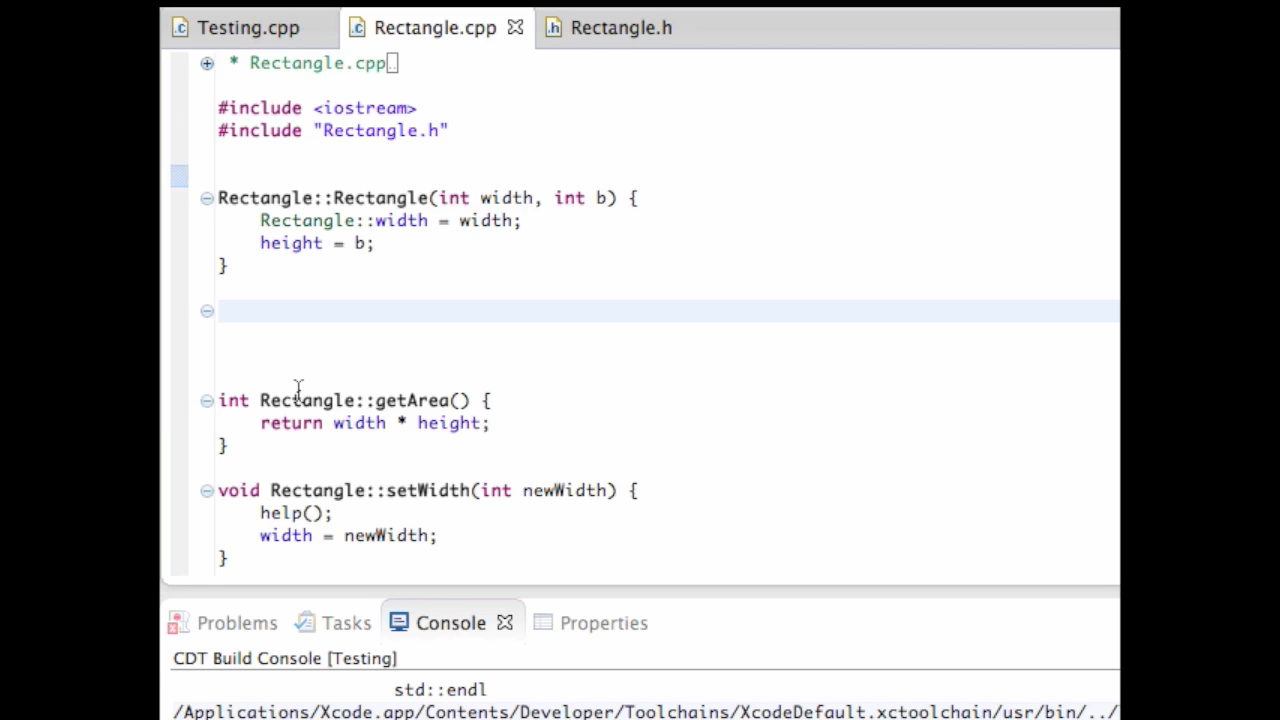 Testing.cpp Rectangle.cpp Rectangle.h
* Rectangle.cpp..
#include <iostream>
#include "Rectangle.h"
Rectangle::Rectangle(int width, int b) {
Rectangle::width = width;
height = b;
}
int Rectangle::getArea() {
return width * height;
}
void Rectangle::setWidth(int newWidth) {
help();
width = newWidth;
}
Problems Tasks Console Properties
CDT Build Console [Testing]
std::endl
/Applications/Xcode.app/Contents/Developer/Toolchains/XcodeDefault.xctoolchain/usr/bin/../